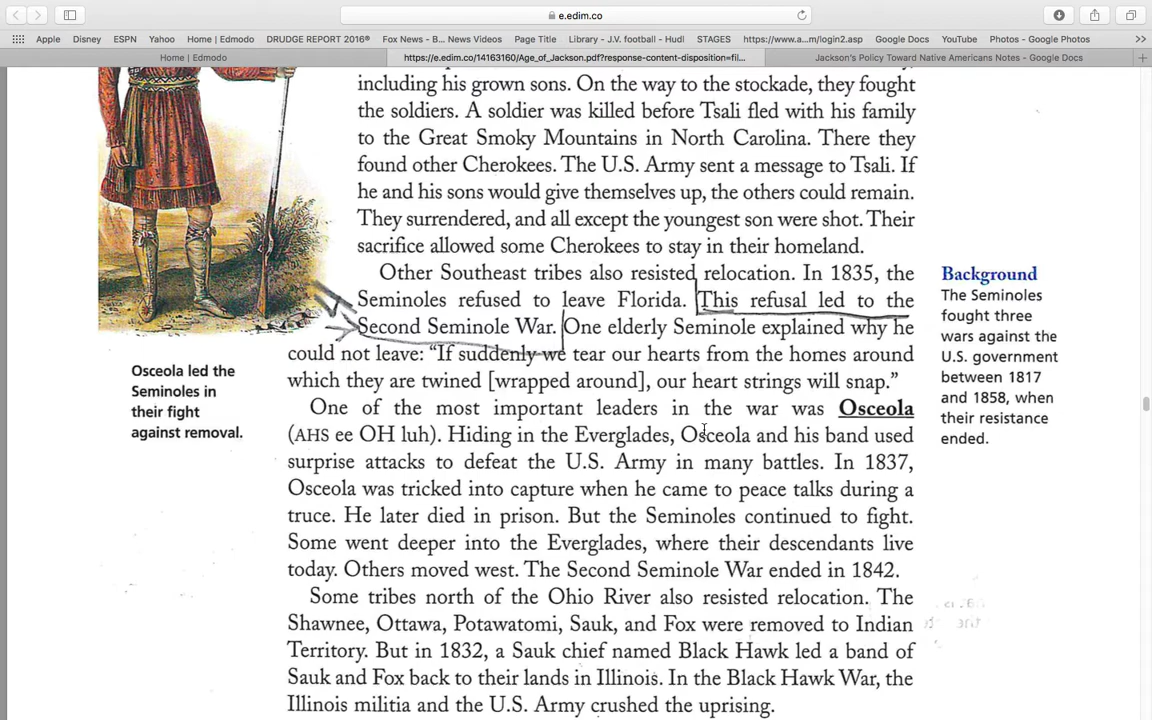 e.edim.co
Apple Disney ESPN Yahoo Home | Edmodo DRUDGE REPORT 2016® Fox News - B... News Videos Page Title Library - J.V. football - Hudl STAGES https://www.a...m/login2.asp Google Docs YouTube Photos - Google Photos >>
Home | Edmodo https://e.edim.co/14163160/Age_of_Jackson.pdf?response-content-disposition=fil... Jackson's Policy Toward Native Americans Notes - Google Docs
including his grown sons. On the way to the stockade, they fought
the soldiers. A soldier was killed before Tsali fled with his family
to the Great Smoky Mountains in North Carolina. There they
found other Cherokees. The U.S. Army sent a message to Tsali. If
he and his sons would give themselves up, the others could remain.
They surrendered, and all except the youngest son were shot. Their
sacrifice allowed some Cherokees to stay in their homeland.
Other Southeast tribes also resisted relocation. In 1835, the
Seminoles refused to leave Florida. This refusal led to the
Second Seminole War. One elderly Seminole explained why he
could not leave: “If suddenly we tear our hearts from the homes around
which they are twined [wrapped around], our heart strings will snap.”
One of the most important leaders in the war was Osceola
(AHS ee OH luh). Hiding in the Everglades, Osceola and his band used
surprise attacks to defeat the U.S. Army in many battles. In 1837,
Osceola was tricked into capture when he came to peace talks during a
truce. He later died in prison. But the Seminoles continued to fight.
Some went deeper into the Everglades, where their descendants live
today. Others moved west. The Second Seminole War ended in 1842.
Some tribes north of the Ohio River also resisted relocation. The
Shawnee, Ottawa, Potawatomi, Sauk, and Fox were removed to Indian
Territory. But in 1832, a Sauk chief named Black Hawk led a band of
Sauk and Fox back to their lands in Illinois. In the Black Hawk War, the
Illinois militia and the U.S. Army crushed the uprising.
Osceola led the
Seminoles in
their fight
against removal.
Background
The Seminoles
fought three
wars against the
U.S. government
between 1817
and 1858, when
their resistance
ended.